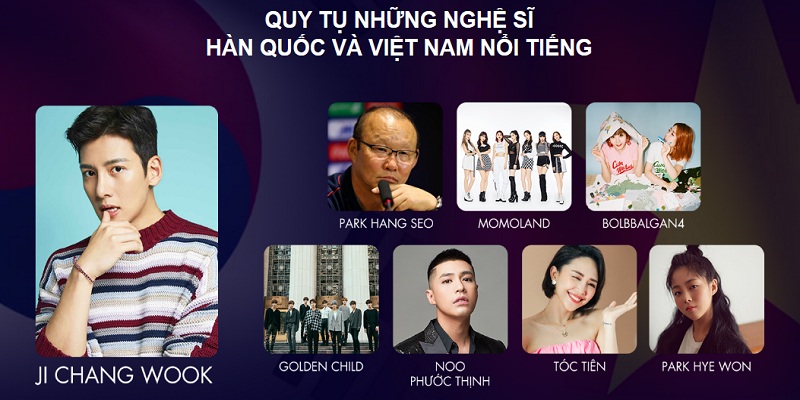 QUY TỤ NHỮNG NGHỆ SĨ
HÀN QUỐC VÀ VIỆT NAM NỔI TIẾNG
PARK HANG SEO
MOMOLAND
BOLBBALGAN4
JI CHANG WOOK
GOLDEN CHILD
NOO
PHƯỚC THỊNH
TÓC TIÊN
PARK HYE WON